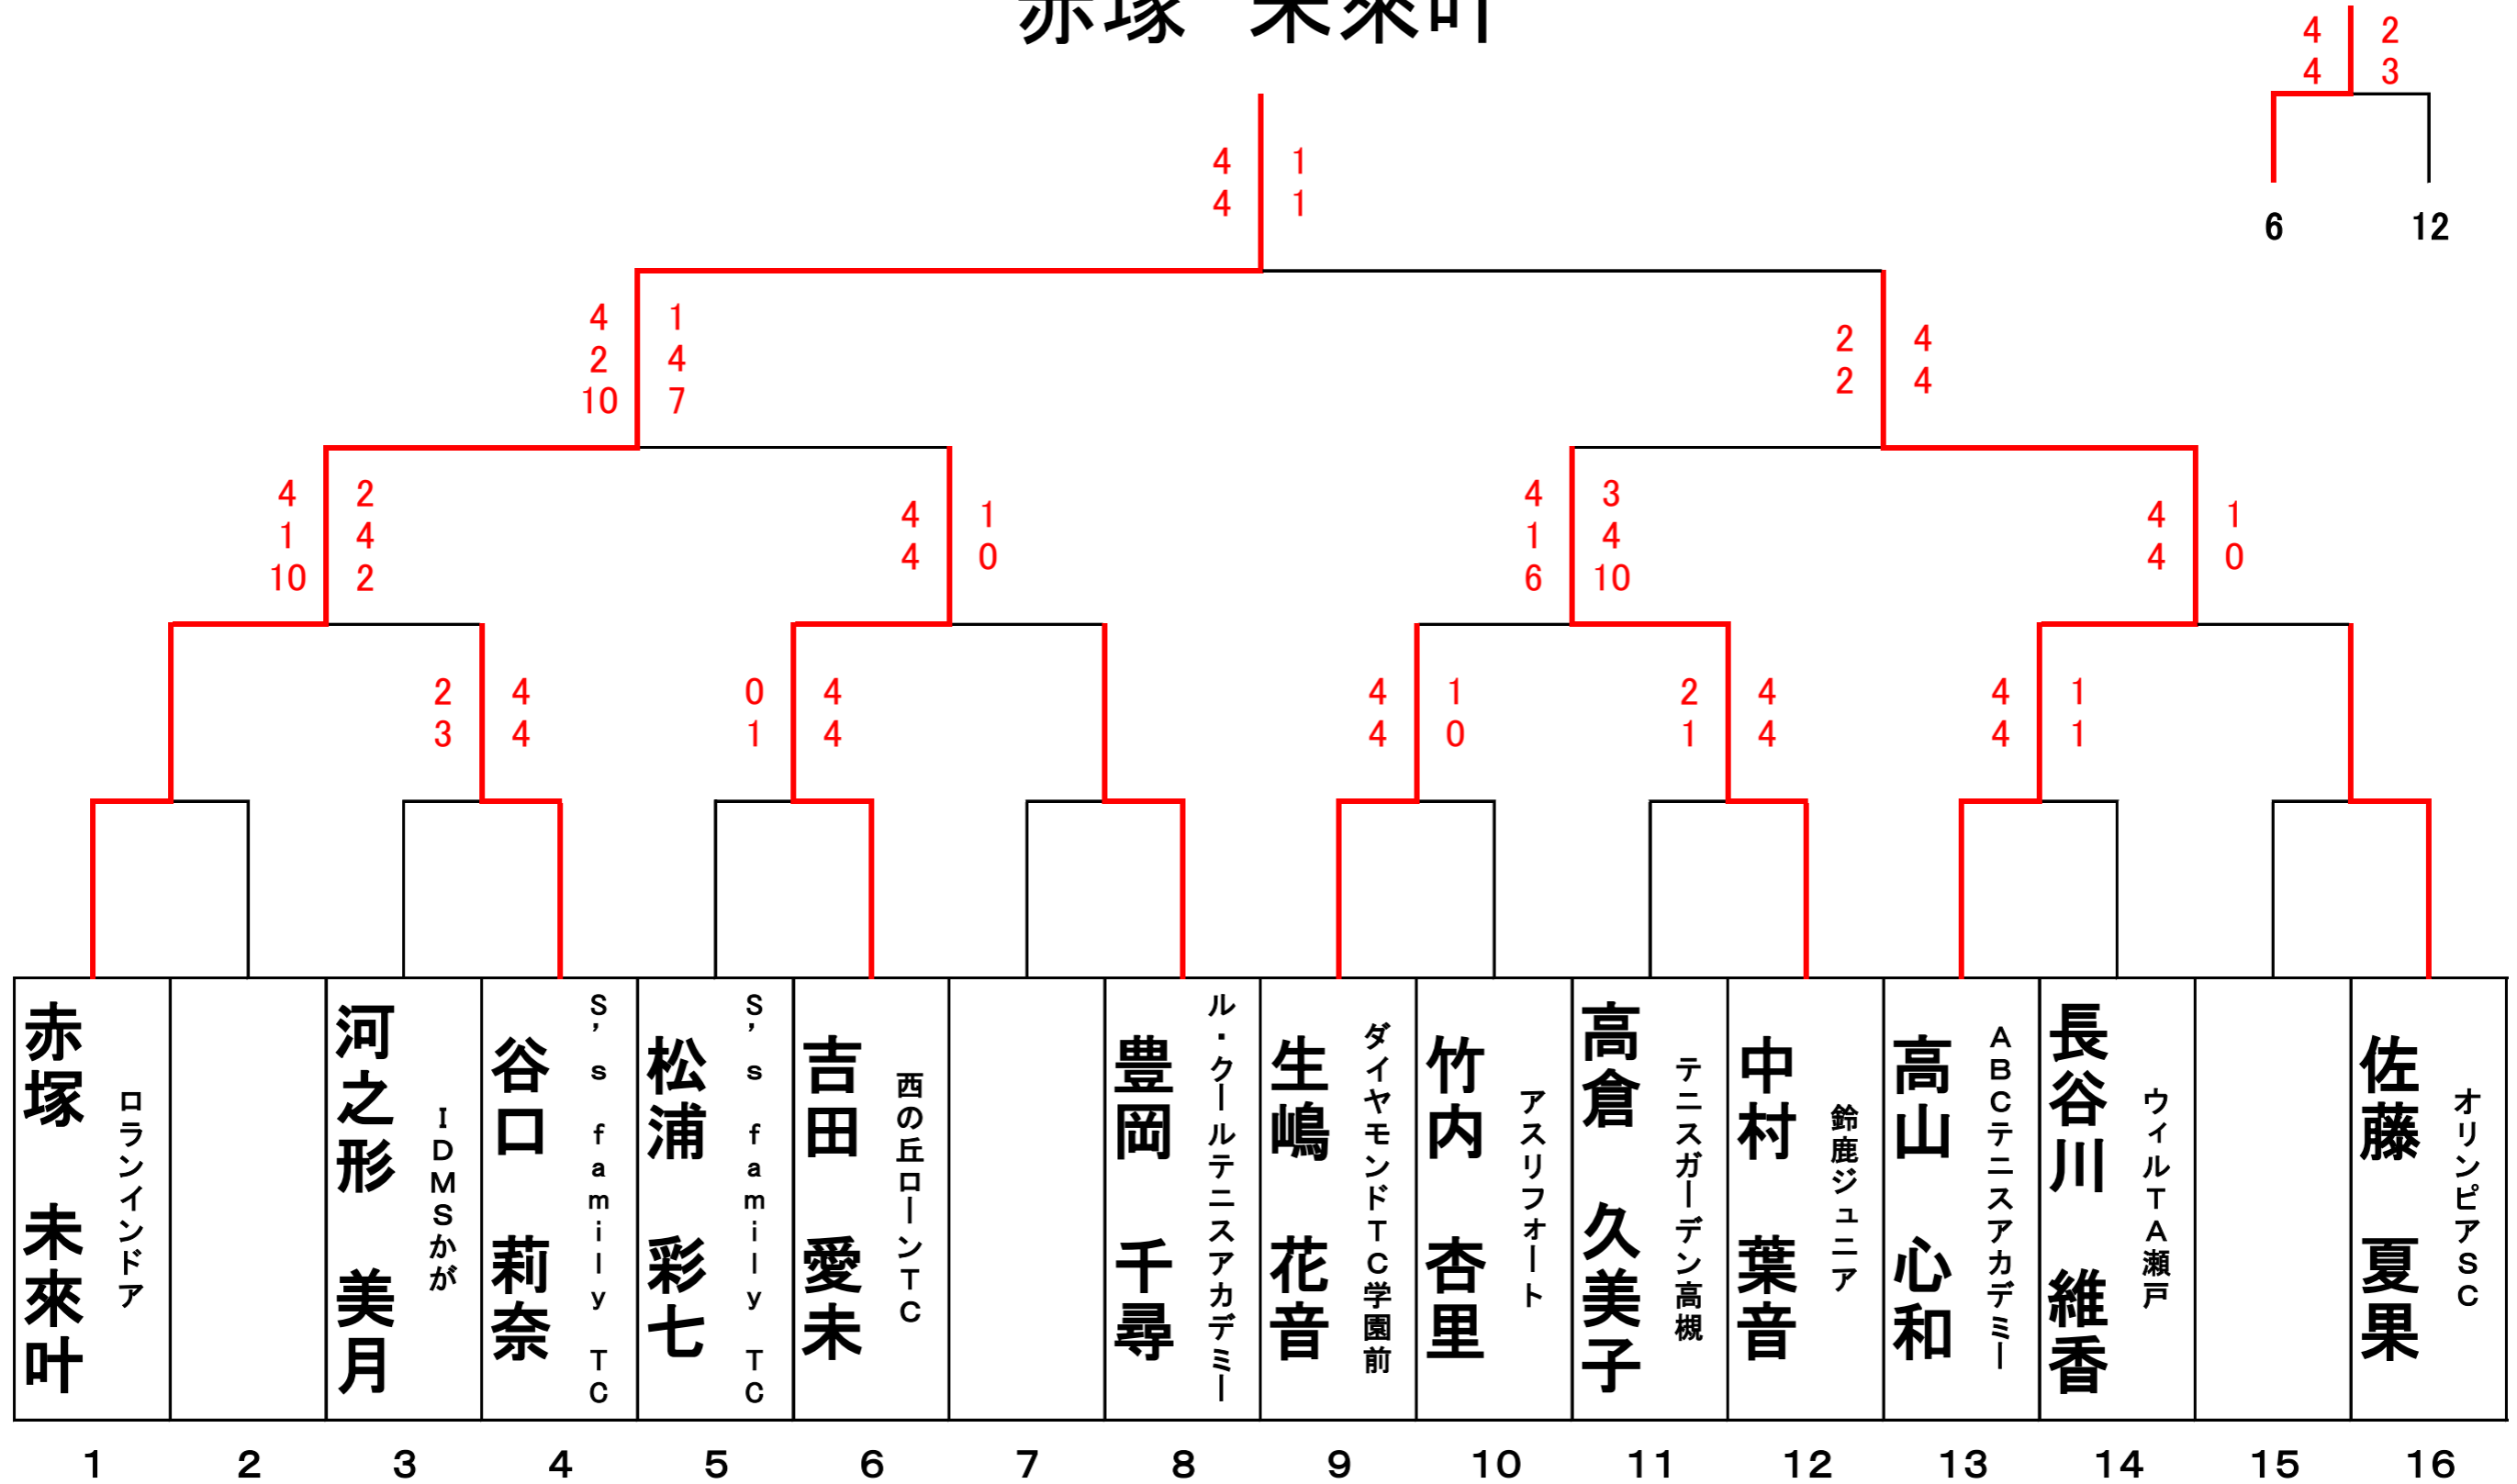 赤塚 未來叶
4 2
4 3
4 1
4 1
6 12
4 1
2 4
10 7
2 4
2 4
4 2
1 4
10 2
4 1
4 0
4 3
1 4
6 10
4 1
4 0
2 4
3 4
0 4
1 4
4 1
4 0
2 4
1 4
4 1
4 1
赤塚 未來叶
ロランインドア
河之形 美月
IDMSかが
谷口 莉奈
S's family TC
松浦 彩七
S's family TC
吉田 愛未
西の丘ローンTC
豊岡 千尋
ル・クールテニスアカデミー
生嶋 花音
ダイヤモンドTC学園前
竹内 杏里
アスリフォート
高倉 久美子
テニスガーデン高槻
中村 葉音
鈴鹿ジュニア
高山 心和
ABCテニスアカデミー
長谷川 維香
ウィルTA瀬戸
佐藤 夏果
オリンピアSC
1 2 3 4 5 6 7 8 9 10 11 12 13 14 15 16